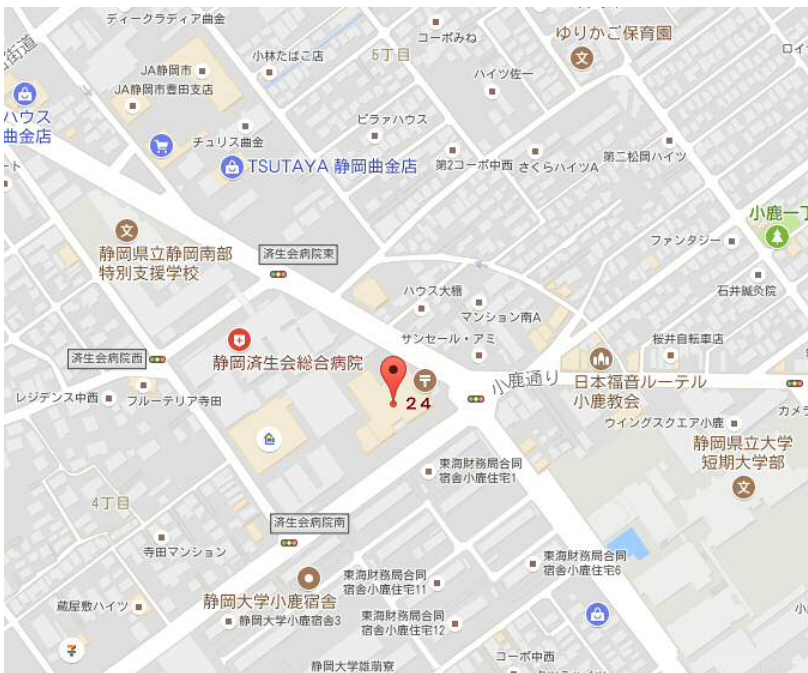 ディークラディア曲金
コーポみね
ゆりかご保育園
小林たばこ店
5丁目
JA静岡市
JA静岡市豊田支店
ハイツ佐一
ハウス
曲金店
ピラァハウス
チュリス曲金
TSUTAYA 静岡曲金店
第2コーポ中西
さくらハイツA
第二松岡ハイツ
小鹿一丁
静岡県立静岡南部
特別支援学校
済生会病院東
ファンタジー
石井鍼灸院
ハウス大橋
マンション南A
サンセール・アミ
桜井自転車店
済生会病院西
静岡済生会総合病院
小鹿通り
日本福音ルーテル
小鹿教会
レジデンス中西
フルーテリア寺田
24
ウイングスクエア小鹿
カメラ
静岡県立大学
短期大学部
東海財務局合同
宿舎小鹿住宅1
4丁目
済生会病院南
寺田マンション
東海財務局合同
宿舎小鹿住宅6
静岡大学小鹿宿舎
東海財務局合同
宿舎小鹿住宅11
蔵屋敷ハイツ
静岡大学小鹿宿舎3
東海財務局合同
宿舎小鹿住宅12
静岡大学雄萠寮
コーポ中西